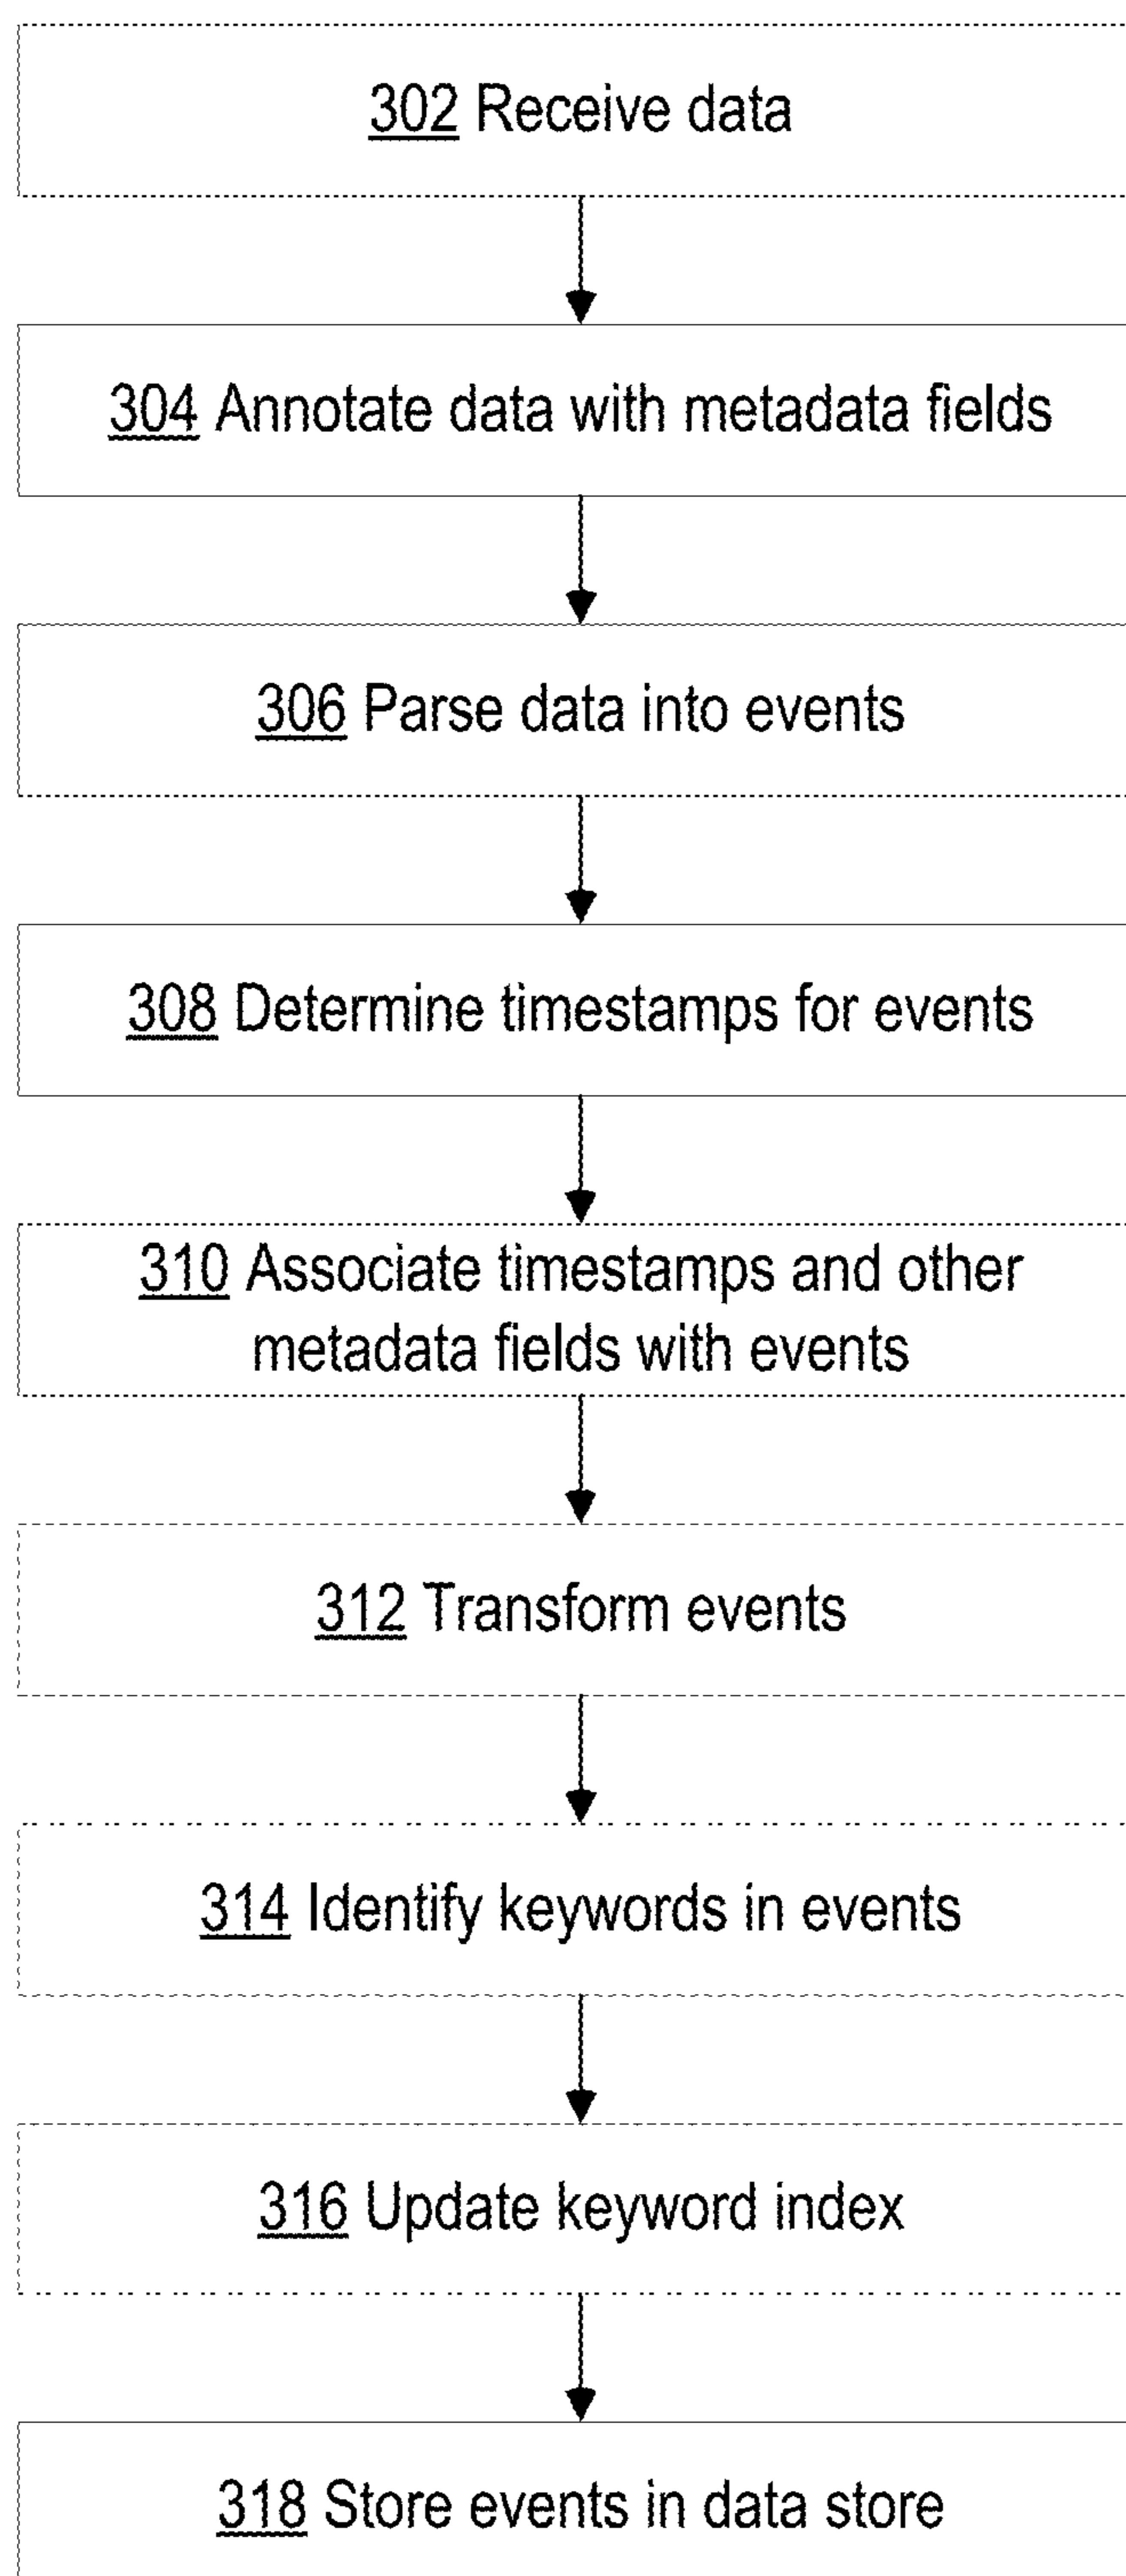 302 Receive data
304 Annotate data with metadata fields
306 Parse data into events
308 Determine timestamps for events
310 Associate timestamps and other
metadata fields with events
312 Transform events
314 Identify keywords in events
316 Update keyword index
318 Store events in data store